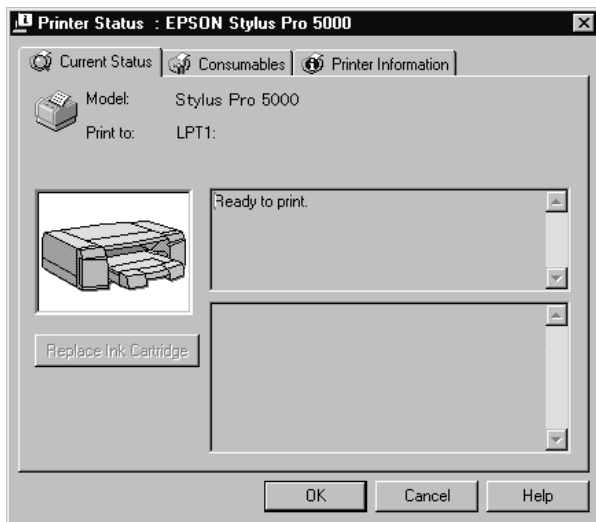 Printer Status : EPSON Stylus Pro 5000
Current Status Consumables Printer Information
Model: Stylus Pro 5000
Print to: LPT1:
Ready to print.
Replace Ink Cartridge
OK Cancel Help